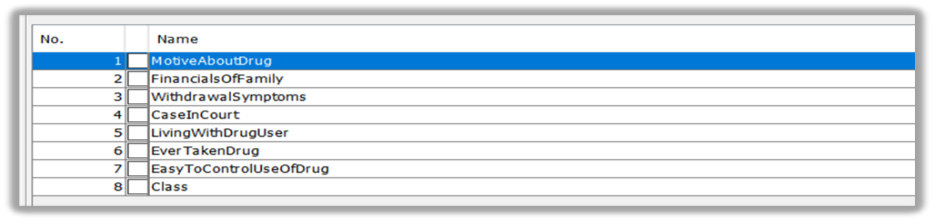 No. Name
1 MotiveAboutDrug
2 FinancialsOfFamily
3 WithdrawalSymptoms
4 CaseInCourt
5 LivingWithDrugUser
6 EverTakenDrug
7 EasyToControlUseOfDrug
8 Class